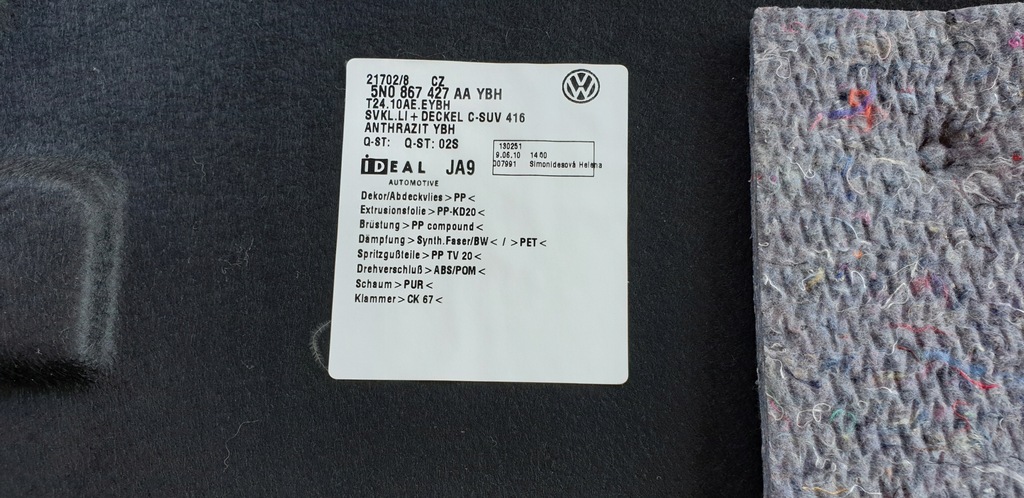 21702/8 CZ
5N0 867 427 AA YBH
T24.10AE.EYBH
SVKL.LI + DECKEL C-SUV 416
ANTHRAZIT YBH
Q-ST: Q-ST: 02S
130251
9.06.10 14:00
007991 Simonidesová Helena
iDEAL JA9
AUTOMOTIVE
Dekor/Abdeckvlies > PP <
Extrusionsfolie > PP-KD20 <
Brüstung > PP compound <
Dämpfung > Synth.Faser/BW < / > PET <
Spritzgußteile > PP TV 20 <
Drehverschluß > ABS/POM <
Schaum > PUR <
Klammer > CK 67 <